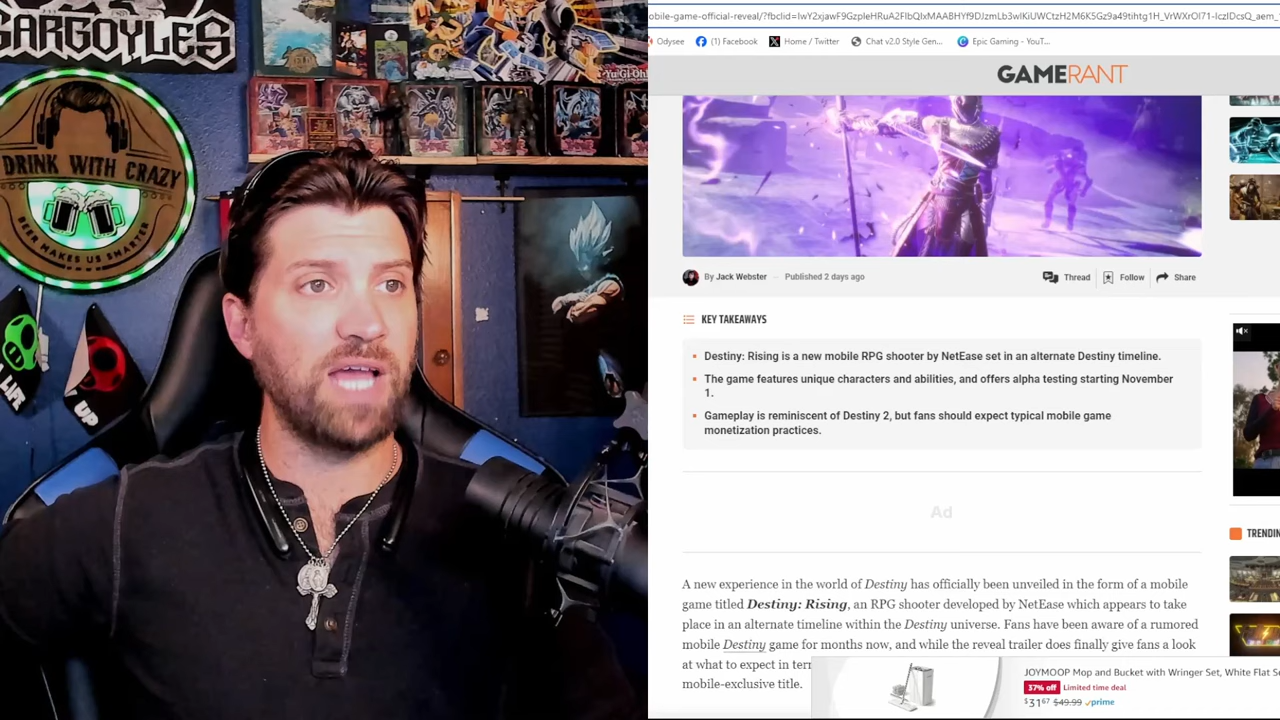 GARGOYLES
DRINK WITH CRAZY
BEER MAKES US SMARTER
LIFE
UP
Yu-Gi-Oh!
obile-game-official-reveal/?fbclid=IwY2xjawF9GzpleHRuA2FlbQIxMAABHYf9DJzmLb3wlKiUWCtzH2M6K5Gz9a49tihtg1H_VrWXrOl71-IczIDcsQ_aem_
Odysee
(1) Facebook
Home / Twitter
Chat v2.0 Style Gen...
Epic Gaming - YouT...
GAMERANT
By Jack Webster
Published 2 days ago
Thread
Follow
Share
KEY TAKEAWAYS
Destiny: Rising is a new mobile RPG shooter by NetEase set in an alternate Destiny timeline.
The game features unique characters and abilities, and offers alpha testing starting November
1.
Gameplay is reminiscent of Destiny 2, but fans should expect typical mobile game
monetization practices.
Ad
TRENDIN
A new experience in the world of Destiny has officially been unveiled in the form of a mobile
game titled Destiny: Rising, an RPG shooter developed by NetEase which appears to take
place in an alternate timeline within the Destiny universe. Fans have been aware of a rumored
mobile Destiny game for months now, and while the reveal trailer does finally give fans a look
at what to expect in terr
mobile-exclusive title.
JOYMOOP Mop and Bucket with Wringer Set, White Flat S
37% off Limited time deal
$31.67 $49.99 prime